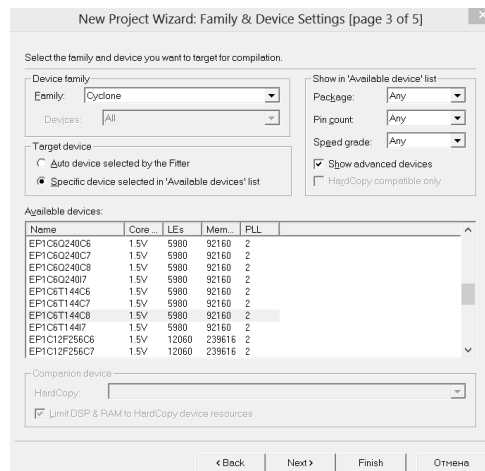 New Project Wizard: Family & Device Settings [page 3 of 5]
Select the family and device you want to target for compilation.
Device family
Family: Cyclone
Devices: All
Target device
Auto device selected by the Fitter
Specific device selected in 'Available devices' list
Show in 'Available device' list
Package: Any
Pin count: Any
Speed grade: Any
Show advanced devices
HardCopy compatible only
Available devices:
Name Core ... LEs Mem... PLL
EP1C6Q240C6 1.5V 5980 92160 2
EP1C6Q240C7 1.5V 5980 92160 2
EP1C6Q240C8 1.5V 5980 92160 2
EP1C6Q240I7 1.5V 5980 92160 2
EP1C6T144C6 1.5V 5980 92160 2
EP1C6T144C7 1.5V 5980 92160 2
EP1C6T144C8 1.5V 5980 92160 2
EP1C6T144I7 1.5V 5980 92160 2
EP1C12F256C6 1.5V 12060 239616 2
EP1C12F256C7 1.5V 12060 239616 2
Companion device
HardCopy:
Limit DSP & RAM to HardCopy device resources
< Back Next > Finish Отмена